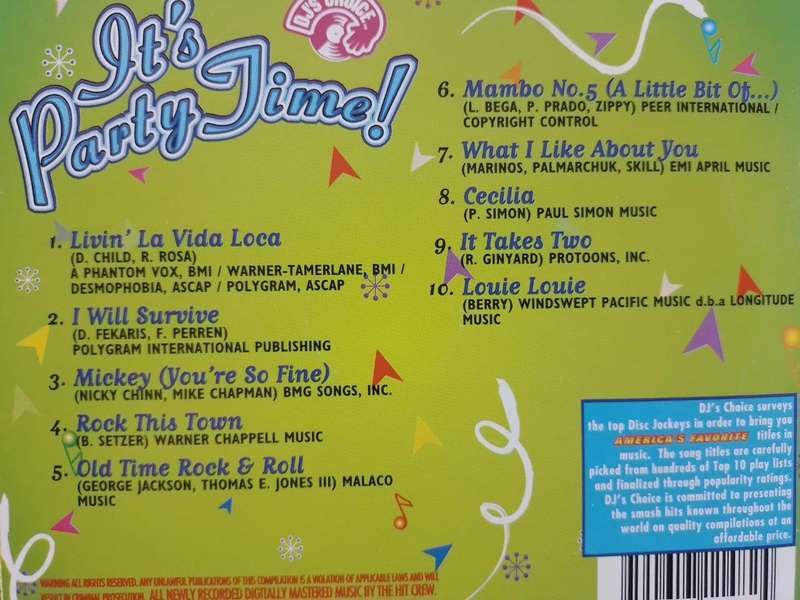 DJ'S CHOICE
It's
Party Time!
1. Livin' La Vida Loca
(D. CHILD, R. ROSA)
A PHANTOM VOX, BMI / WARNER-TAMERLANE, BMI /
DESMOPHOBIA, ASCAP / POLYGRAM, ASCAP
2. I Will Survive
(D. FEKARIS, F. PERREN)
POLYGRAM INTERNATIONAL PUBLISHING
3. Mickey (You're So Fine)
(NICKY CHINN, MIKE CHAPMAN) BMG SONGS, INC.
4. Rock This Town
(B. SETZER) WARNER CHAPPELL MUSIC
5. Old Time Rock & Roll
(GEORGE JACKSON, THOMAS E. JONES III) MALACO
MUSIC
6. Mambo No.5 (A Little Bit Of...)
(L. BEGA, P. PRADO, ZIPPY) PEER INTERNATIONAL /
COPYRIGHT CONTROL
7. What I Like About You
(MARINOS, PALMARCHUK, SKILL) EMI APRIL MUSIC
8. Cecilia
(P. SIMON) PAUL SIMON MUSIC
9. It Takes Two
(R. GINYARD) PROTOONS, INC.
10. Louie Louie
(BERRY) WINDSWEPT PACIFIC MUSIC d.b.a LONGITUDE
MUSIC
DJ's Choice surveys
the top Disc Jockeys in order to bring you
AMERICA'S FAVORITE titles in
music. The song titles are carefully
picked from hundreds of Top 10 play lists
and finalized through popularity ratings.
DJ's Choice is committed to presenting
the smash hits known throughout the
world on quality compilations at an
affordable price.
WARNING ALL RIGHTS RESERVED. ANY UNLAWFUL PUBLICATIONS OF THIS COMPILATION IS A VIOLATION OF APPLICABLE LAWS AND WILL
RESULT IN CRIMINAL PROSECUTION. ALL NEWLY RECORDED DIGITALLY MASTERED MUSIC BY THE HIT CREW.